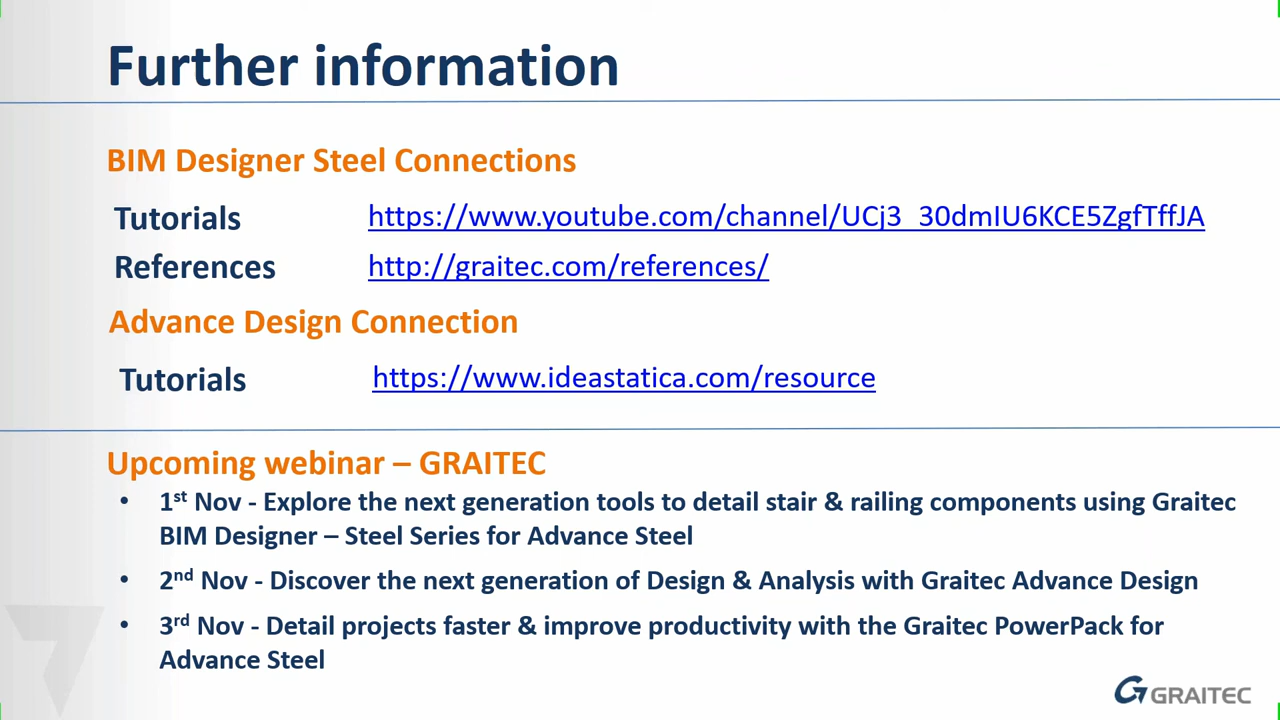 Further information
BIM Designer Steel Connections
Tutorials https://www.youtube.com/channel/UCj3_30dmIU6KCE5ZgfTffJA
References http://graitec.com/references/
Advance Design Connection
Tutorials https://www.ideastatica.com/resource
Upcoming webinar – GRAITEC
• 1st Nov - Explore the next generation tools to detail stair & railing components using Graitec
BIM Designer – Steel Series for Advance Steel
• 2nd Nov - Discover the next generation of Design & Analysis with Graitec Advance Design
• 3rd Nov - Detail projects faster & improve productivity with the Graitec PowerPack for
Advance Steel
GRAITEC